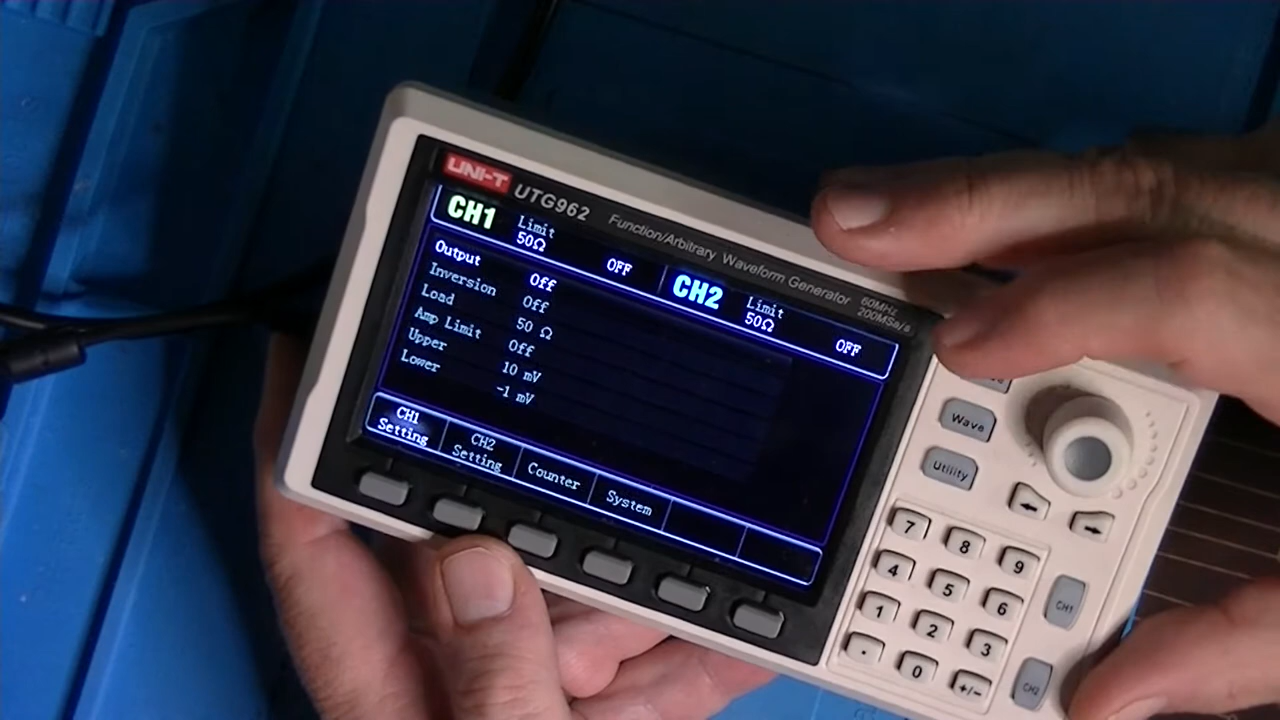 UNI-T UTG962 Function/Arbitrary Waveform Generator 60MHz
200MSa/s
CH1 Limit
50Ω OFF
CH2 Limit
50Ω OFF
Output Off
Inversion Off
Load 50 Ω
Amp Limit Off
Upper 10 mV
Lower -1 mV
CH1
Setting
CH2
Setting
Counter
System
Wave
Utility
7 8 9
4 5 6
1 2 3
. 0 +/-
CH1
CH2